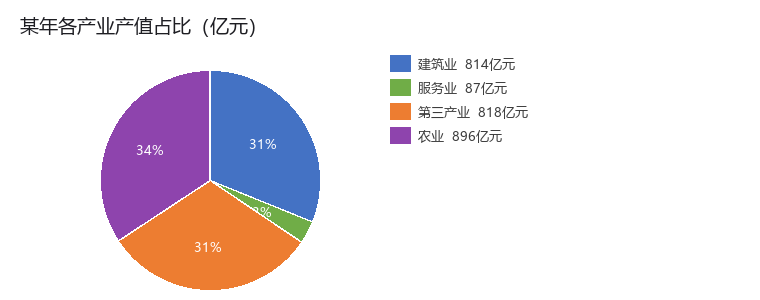 某年各产业产值占比（亿元）
建筑业 814亿元
服务业 87亿元
第三产业 818亿元
农业 896亿元
31%
34%
31%